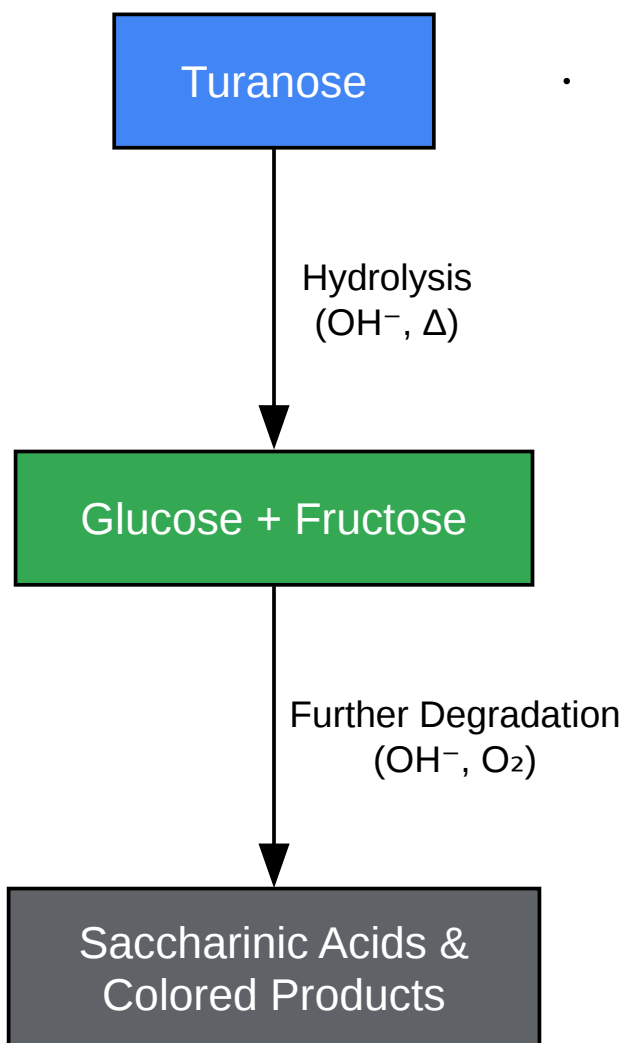 Turanose
.
Hydrolysis
(OH⁻, Δ)
Glucose + Fructose
Further Degradation
(OH⁻, O₂)
Saccharinic Acids &
Colored Products